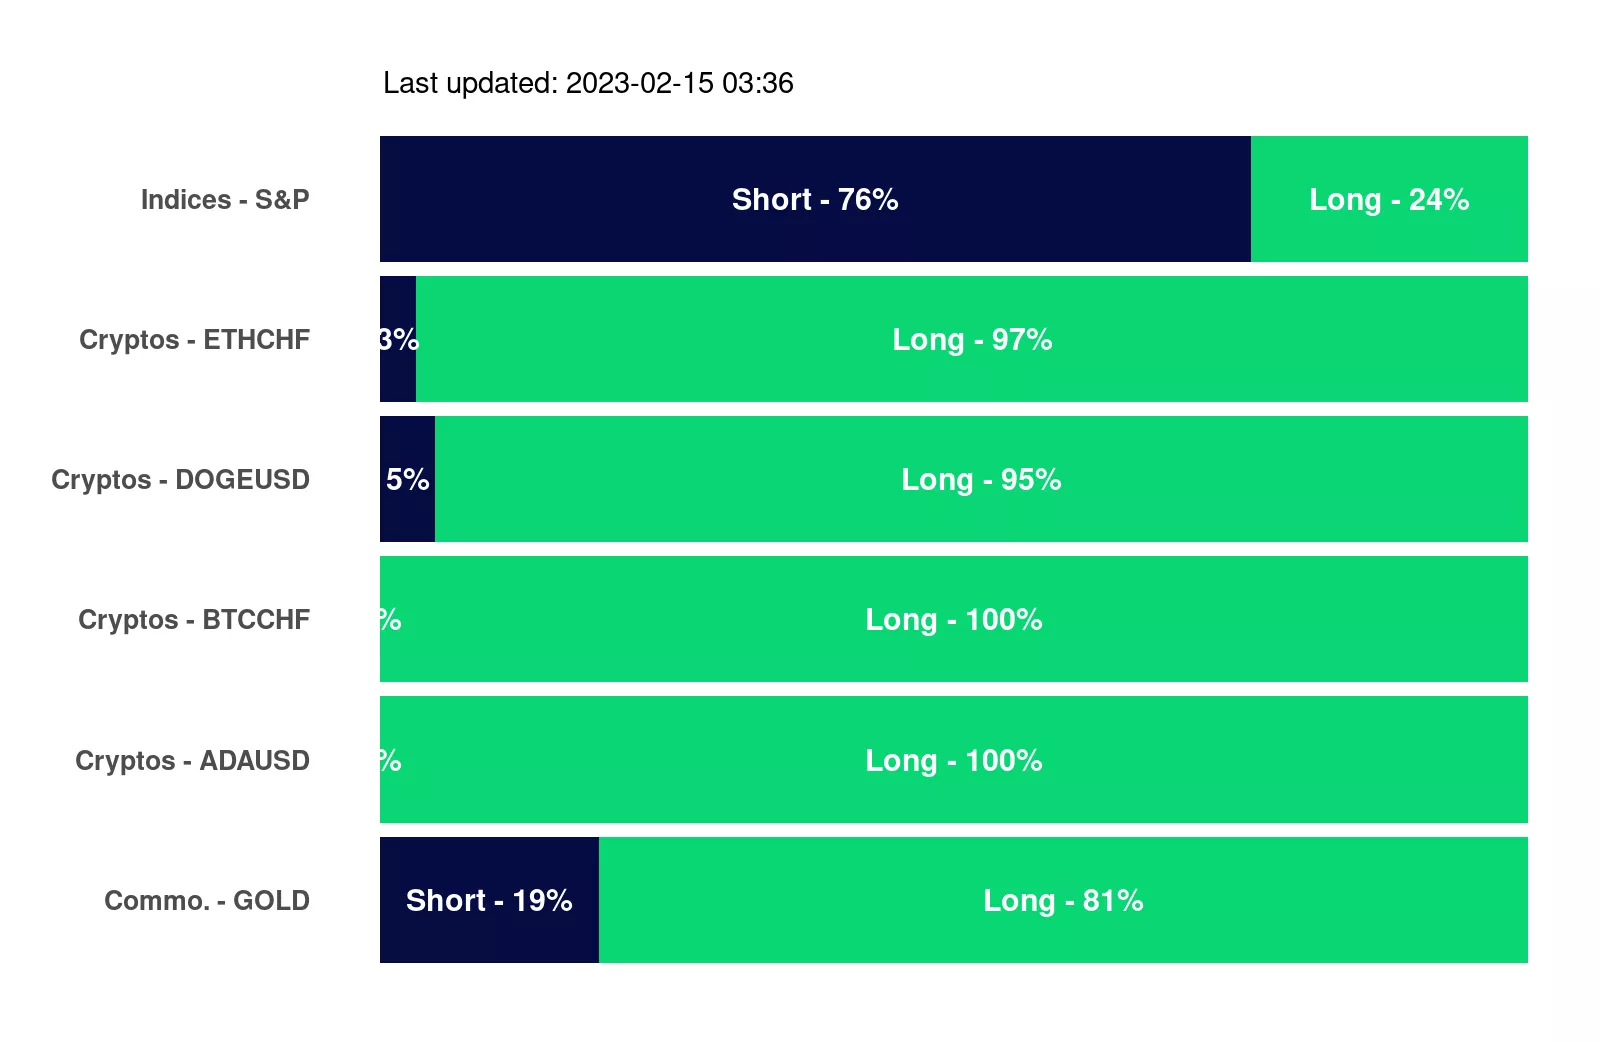 Last updated: 2023-02-15 03:36
Indices - S&P Short - 76% Long - 24%
Cryptos - ETHCHF 3% Long - 97%
Cryptos - DOGEUSD 5% Long - 95%
Cryptos - BTCCHF % Long - 100%
Cryptos - ADAUSD % Long - 100%
Commo. - GOLD Short - 19% Long - 81%